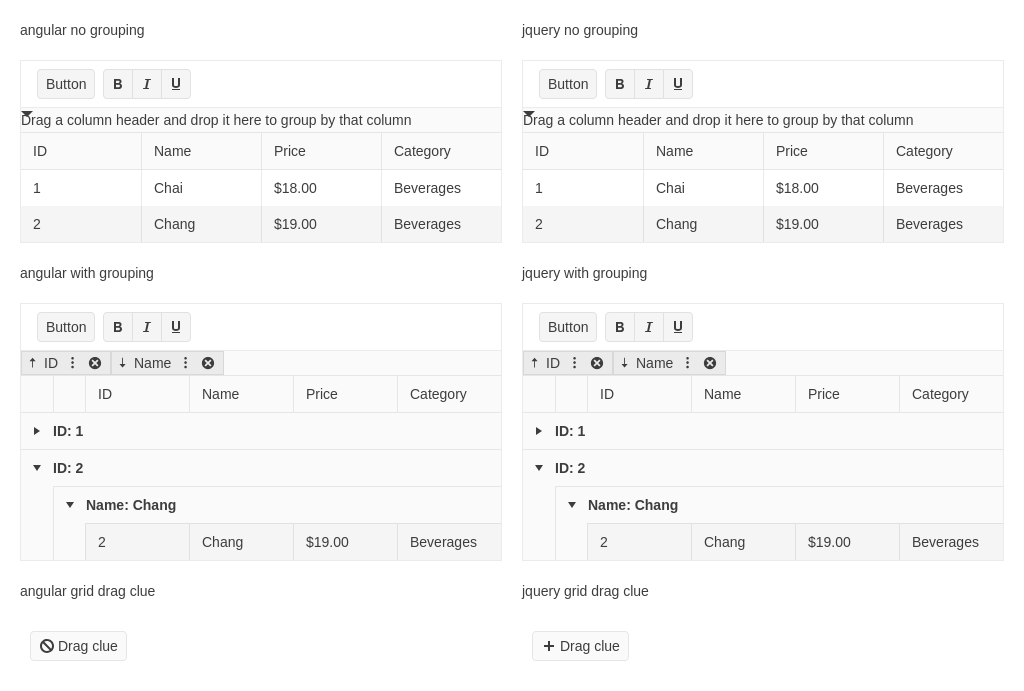 angular no grouping
Button B I U
Drag a column header and drop it here to group by that column
ID Name Price Category
1 Chai $18.00 Beverages
2 Chang $19.00 Beverages
angular with grouping
Button B I U
ID Name
ID Name Price Category
ID: 1
ID: 2
Name: Chang
2 Chang $19.00 Beverages
angular grid drag clue
Drag clue
jquery no grouping
Button B I U
Drag a column header and drop it here to group by that column
ID Name Price Category
1 Chai $18.00 Beverages
2 Chang $19.00 Beverages
jquery with grouping
Button B I U
ID Name
ID Name Price Category
ID: 1
ID: 2
Name: Chang
2 Chang $19.00 Beverages
jquery grid drag clue
Drag clue